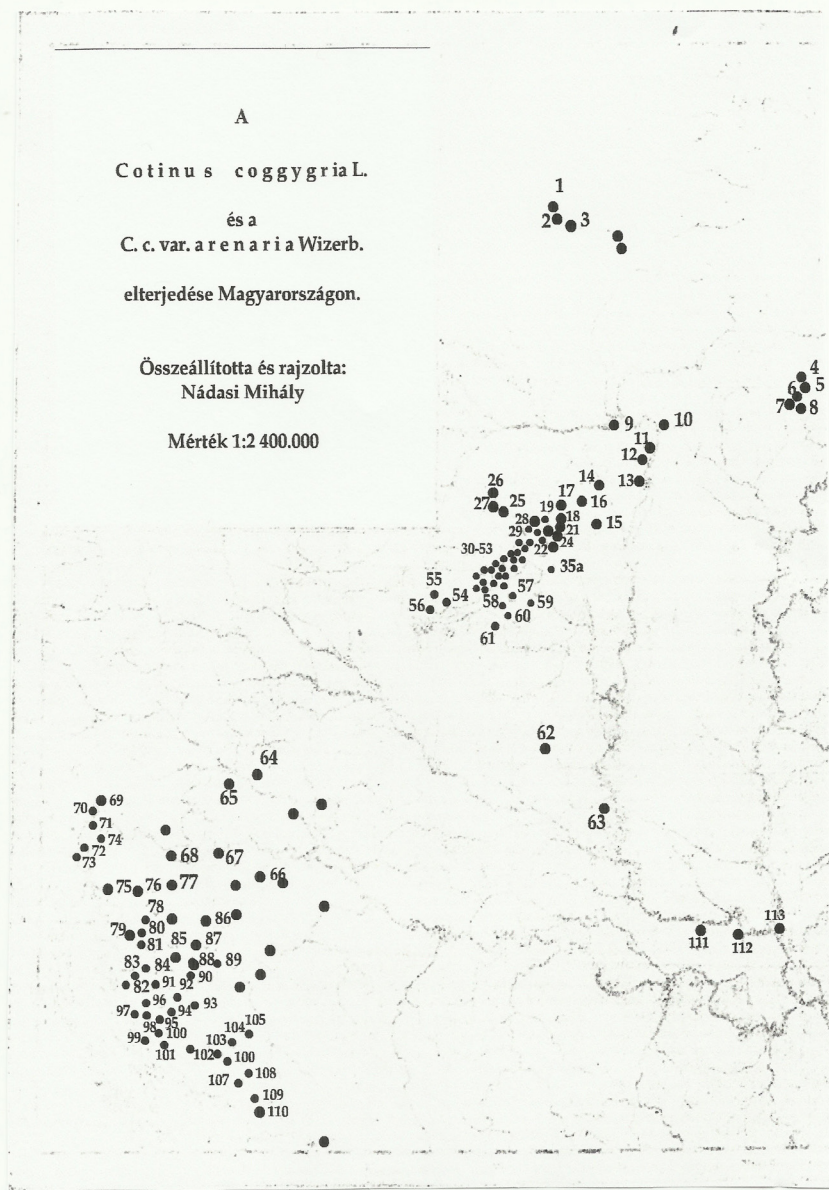 A
Cotinus coggygria L.
és a
C. c. var. arenaria Wizerb.
elterjedése Magyarországon.
Összeállította és rajzolta:
Nádasi Mihály
Mérték 1:2 400.000
1
2 3
4
5
6
7 8
9 10
11
12
13
14
26
17 16
27 25
19
18
28
15
29 21
22 24
30-53
35a
55
54 57
56 58 59
60
61
62
64
65
63
70 69
71
74
72
73
68 67
66
75 76 77
78
86
79 80
81 85 87
83 84 88 89
90
82 91 92
96 93
97 94
95
98 100
99 104 105
103
101 102 100
108
107
109
110
111 112 113